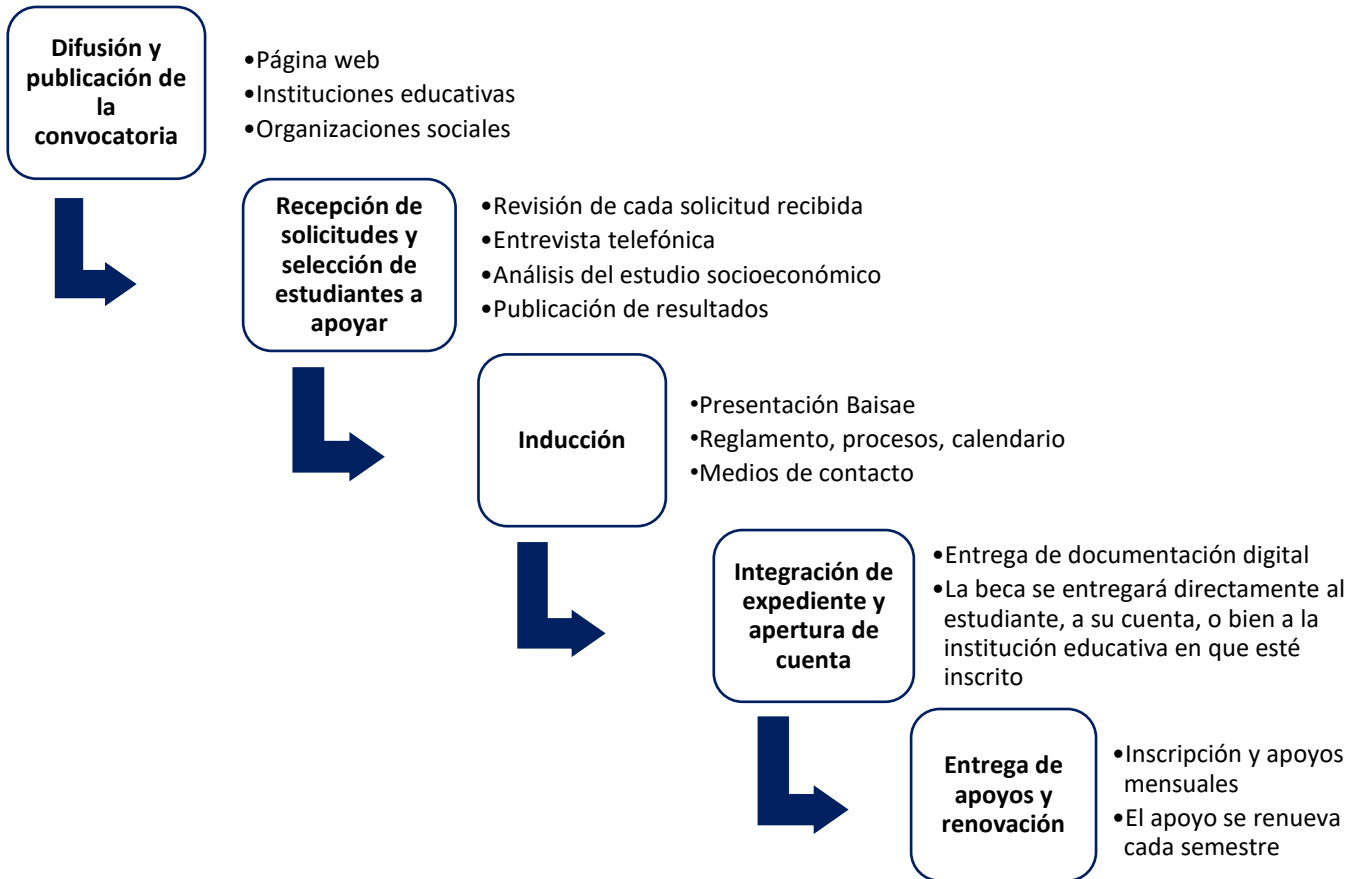 Difusión y
publicación de
la
convocatoria
•Página web
•Instituciones educativas
•Organizaciones sociales
Recepción de
solicitudes y
selección de
estudiantes a
apoyar
•Revisión de cada solicitud recibida
•Entrevista telefónica
•Análisis del estudio socioeconómico
•Publicación de resultados
Inducción
•Presentación Baisae
•Reglamento, procesos, calendario
•Medios de contacto
Integración de
expediente y
apertura de
cuenta
•Entrega de documentación digital
•La beca se entregará directamente al
estudiante, a su cuenta, o bien a la
institución educativa en que esté
inscrito
Entrega de
apoyos y
renovación
•Inscripción y apoyos
mensuales
•El apoyo se renueva
cada semestre